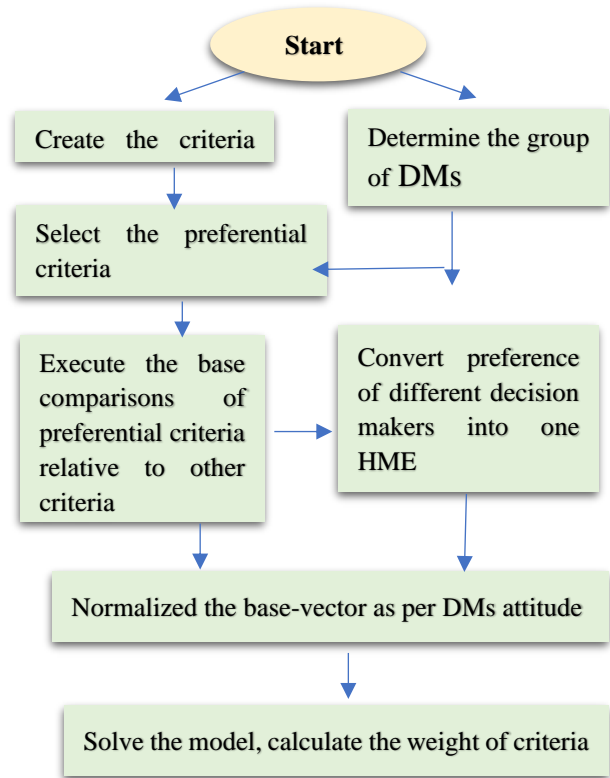 Start
Create the criteria
Determine the group
of DMs
Select the preferential
criteria
Execute the base
comparisons of
preferential criteria
relative to other
criteria
Convert preference
of different decision
makers into one
HME
Normalized the base-vector as per DMs attitude
Solve the model, calculate the weight of criteria